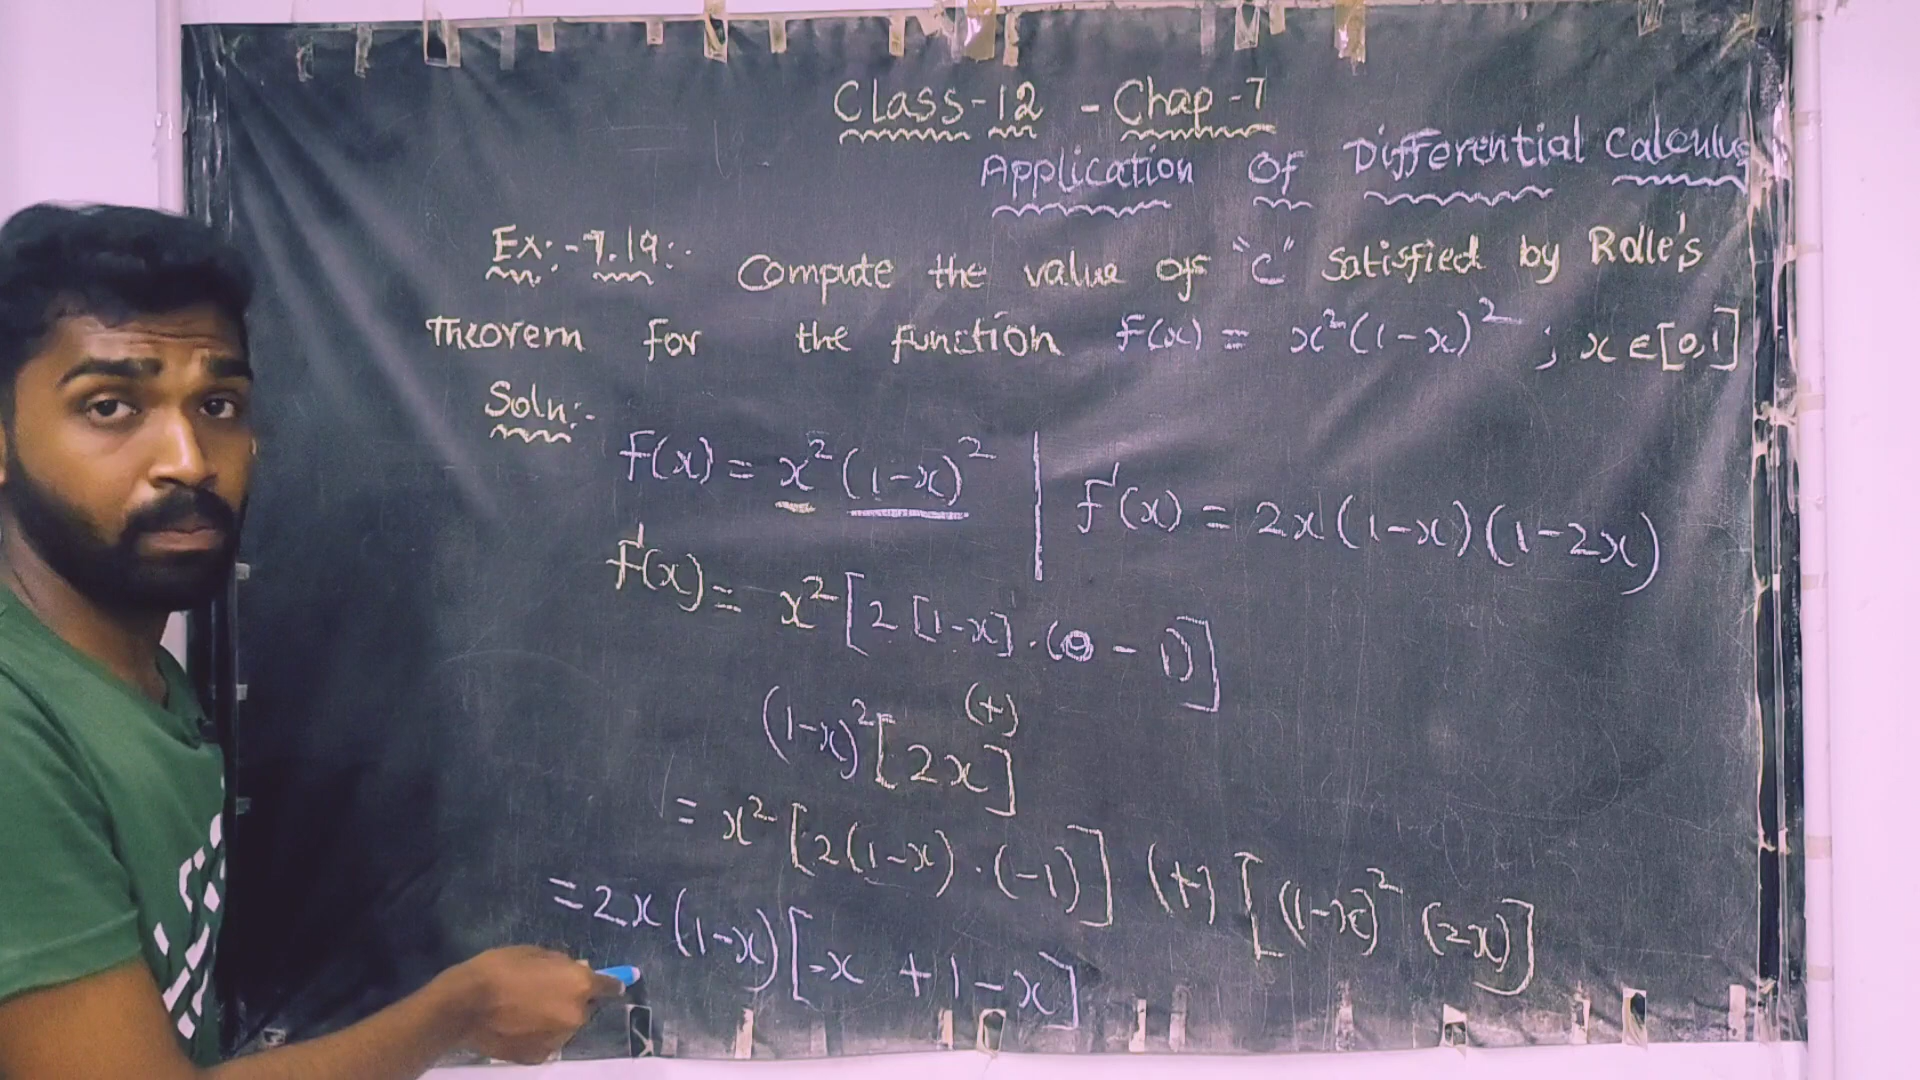 Class-12 - Chap-7
Application Of Differential Calculus
Ex:-7.19:- Compute the value of "C" Satisfied by Rolle's
Theorem for the function f(x) = x²(1-x)² ; x ∈ [0,1]
Soln:-
f(x) = x²(1-x)²
f'(x) = x²[2[1-x].(0-1)]
(+)
(1-x)²[2x]
= x²[2(1-x).(-1)] (+) [(1-x)² (2x)]
= 2x(1-x)[-x + 1-x]
f'(x) = 2x(1-x)(1-2x)